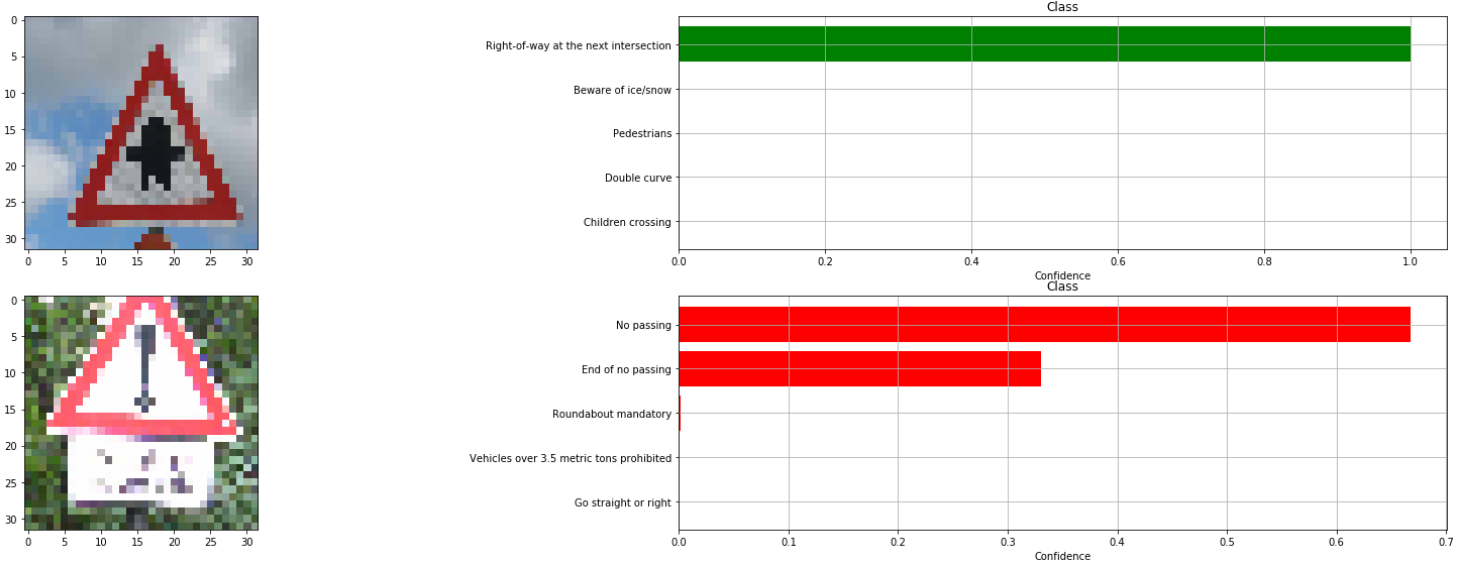 Class
0
5
10
15
20
25
30
0 5 10 15 20 25 30
Right-of-way at the next intersection
Beware of ice/snow
Pedestrians
Double curve
Children crossing
0.0 0.2 0.4 0.6 0.8 1.0
Confidence
Class
0
5
10
15
20
25
30
0 5 10 15 20 25 30
No passing
End of no passing
Roundabout mandatory
Vehicles over 3.5 metric tons prohibited
Go straight or right
0.0 0.1 0.2 0.3 0.4 0.5 0.6 0.7
Confidence